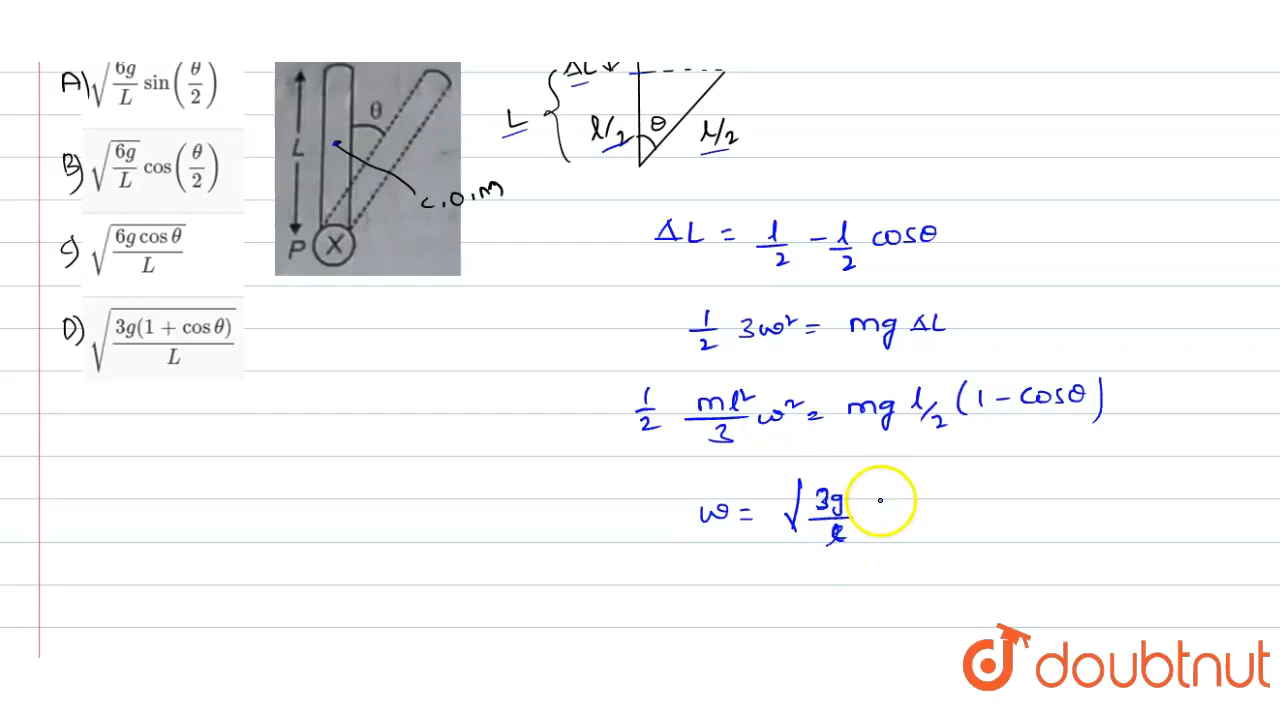 A) √(6g/L) sin(θ/2)
B) √(6g/L) cos(θ/2)
C) √(6g cosθ/L)
D) √(3g(1 + cosθ)/L)
L
θ
P X
C.O.M
ΔL
L
l/2 θ l/2
ΔL = l/2 - l/2 cosθ
1/2 3ω² = mg ΔL
1/2 ml²/3 ω² = mg l/2 (1 - cosθ)
ω = √3g/l
doubtnut